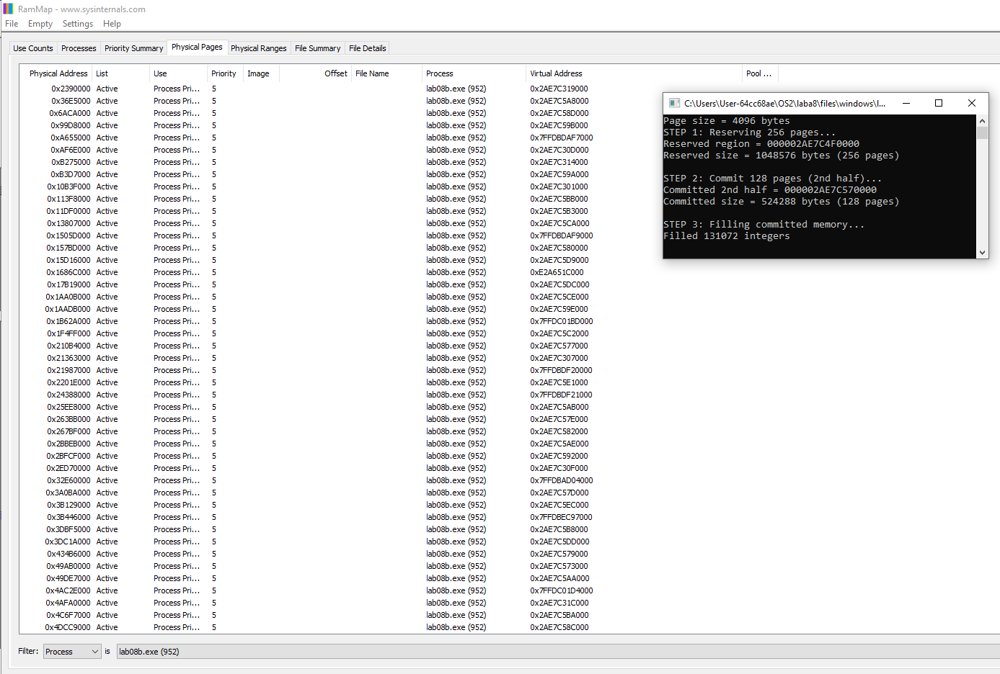 RamMap - www.sysinternals.com
File Empty Settings Help
Use Counts Processes Priority Summary Physical Pages Physical Ranges File Summary File Details
Physical Address List Use Priority Image Offset File Name Process Virtual Address Pool ...
0x2390000 Active Process Pri... 5 lab08b.exe (952) 0x2AE7C319000
0x36E5000 Active Process Pri... 5 lab08b.exe (952) 0x2AE7C5A8000
0x6ACA000 Active Process Pri... 5 lab08b.exe (952) 0x2AE7C58D000
0x99D8000 Active Process Pri... 5 lab08b.exe (952) 0x2AE7C59B000
0xA655000 Active Process Pri... 5 lab08b.exe (952) 0x7FFDBDAF7000
0xAF6E000 Active Process Pri... 5 lab08b.exe (952) 0x2AE7C30D000
0xB275000 Active Process Pri... 5 lab08b.exe (952) 0x2AE7C314000
0xB3D7000 Active Process Pri... 5 lab08b.exe (952) 0x2AE7C59A000
0x10B3F000 Active Process Pri... 5 lab08b.exe (952) 0x2AE7C301000
0x113F8000 Active Process Pri... 5 lab08b.exe (952) 0x2AE7C5BB000
0x11DF0000 Active Process Pri... 5 lab08b.exe (952) 0x2AE7C5B3000
0x13807000 Active Process Pri... 5 lab08b.exe (952) 0x2AE7C5CA000
0x1505D000 Active Process Pri... 5 lab08b.exe (952) 0x7FFDBDAF9000
0x157BD000 Active Process Pri... 5 lab08b.exe (952) 0x2AE7C580000
0x15D16000 Active Process Pri... 5 lab08b.exe (952) 0x2AE7C5D9000
0x1686C000 Active Process Pri... 5 lab08b.exe (952) 0xE2A651C000
0x17B19000 Active Process Pri... 5 lab08b.exe (952) 0x2AE7C5DC000
0x1AA0B000 Active Process Pri... 5 lab08b.exe (952) 0x2AE7C5CE000
0x1AADB000 Active Process Pri... 5 lab08b.exe (952) 0x2AE7C59E000
0x1B62A000 Active Process Pri... 5 lab08b.exe (952) 0x7FFDC01BD000
0x1F4FF000 Active Process Pri... 5 lab08b.exe (952) 0x2AE7C5C2000
0x210B4000 Active Process Pri... 5 lab08b.exe (952) 0x2AE7C577000
0x21363000 Active Process Pri... 5 lab08b.exe (952) 0x2AE7C307000
0x21987000 Active Process Pri... 5 lab08b.exe (952) 0x7FFDBDF20000
0x2201E000 Active Process Pri... 5 lab08b.exe (952) 0x2AE7C5E1000
0x24388000 Active Process Pri... 5 lab08b.exe (952) 0x7FFDBDF21000
0x25EE8000 Active Process Pri... 5 lab08b.exe (952) 0x2AE7C5AB000
0x263BB000 Active Process Pri... 5 lab08b.exe (952) 0x2AE7C57E000
0x267BF000 Active Process Pri... 5 lab08b.exe (952) 0x2AE7C582000
0x2BBEB000 Active Process Pri... 5 lab08b.exe (952) 0x2AE7C5AE000
0x2BFCF000 Active Process Pri... 5 lab08b.exe (952) 0x2AE7C592000
0x2ED70000 Active Process Pri... 5 lab08b.exe (952) 0x2AE7C30F000
0x32E60000 Active Process Pri... 5 lab08b.exe (952) 0x7FFDBAD04000
0x3A0BA000 Active Process Pri... 5 lab08b.exe (952) 0x2AE7C57D000
0x3B129000 Active Process Pri... 5 lab08b.exe (952) 0x2AE7C5EC000
0x3B446000 Active Process Pri... 5 lab08b.exe (952) 0x7FFDBEC97000
0x3DBF5000 Active Process Pri... 5 lab08b.exe (952) 0x2AE7C5B8000
0x3DC1A000 Active Process Pri... 5 lab08b.exe (952) 0x2AE7C5DD000
0x434B6000 Active Process Pri... 5 lab08b.exe (952) 0x2AE7C579000
0x49AB0000 Active Process Pri... 5 lab08b.exe (952) 0x2AE7C573000
0x49DE7000 Active Process Pri... 5 lab08b.exe (952) 0x2AE7C5AA000
0x4AC2E000 Active Process Pri... 5 lab08b.exe (952) 0x7FFDC01D4000
0x4AFA0000 Active Process Pri... 5 lab08b.exe (952) 0x2AE7C31C000
0x4C6F7000 Active Process Pri... 5 lab08b.exe (952) 0x2AE7C5BA000
0x4DCC9000 Active Process Pri... 5 lab08b.exe (952) 0x2AE7C58C000
Filter: Process is lab08b.exe (952)
C:\Users\User-64cc68ae\OS2\laba8\files\windows\l...
Page size = 4096 bytes
STEP 1: Reserving 256 pages...
Reserved region = 000002AE7C4F0000
Reserved size = 1048576 bytes (256 pages)
STEP 2: Commit 128 pages (2nd half)...
Committed 2nd half = 000002AE7C570000
Committed size = 524288 bytes (128 pages)
STEP 3: Filling committed memory...
Filled 131072 integers